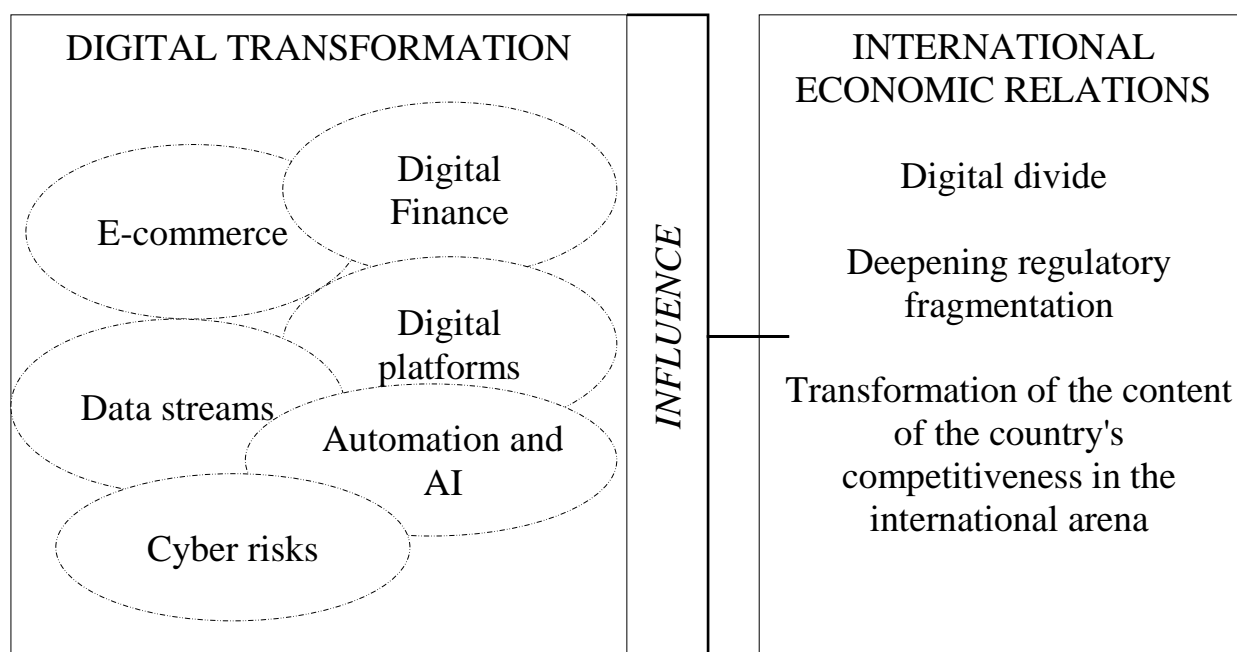 DIGITAL TRANSFORMATION
Digital
Finance
E-commerce
Digital
platforms
Data streams
Automation and
AI
Cyber risks
INFLUENCE
INTERNATIONAL
ECONOMIC RELATIONS
Digital divide
Deepening regulatory
fragmentation
Transformation of the content
of the country's
competitiveness in the
international arena